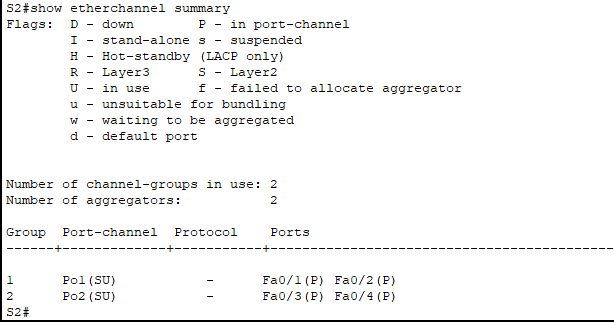 S2#show etherchannel summary
Flags:  D - down        P - in port-channel
        I - stand-alone s - suspended
        H - Hot-standby (LACP only)
        R - Layer3      S - Layer2
        U - in use      f - failed to allocate aggregator
        u - unsuitable for bundling
        w - waiting to be aggregated
        d - default port
Number of channel-groups in use: 2
Number of aggregators:           2
Group  Port-channel  Protocol    Ports
------+-------------+-----------+----------------------------------------------
1      Po1(SU)           -      Fa0/1(P) Fa0/2(P)
2      Po2(SU)           -      Fa0/3(P) Fa0/4(P)
S2#